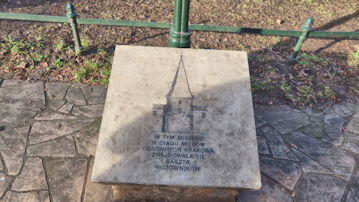 W TYM MIEJSCU
W CIĄGU MURÓW
OBRONNYCH KRAKOWA
ZNAJDOWAŁA SIĘ
BASZTA
NOŻOWNIKÓW